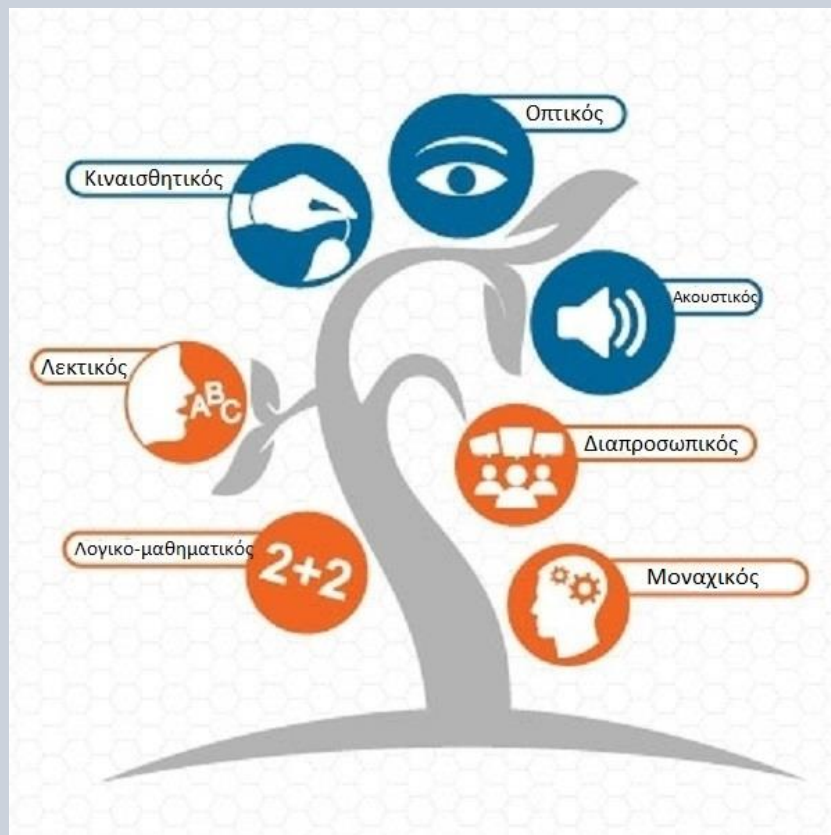 Οπτικός
Κιναισθητικός
Ακουστικός
Λεκτικός
ABC
Διαπροσωπικός
Λογικο-μαθηματικός
2+2
Μοναχικός